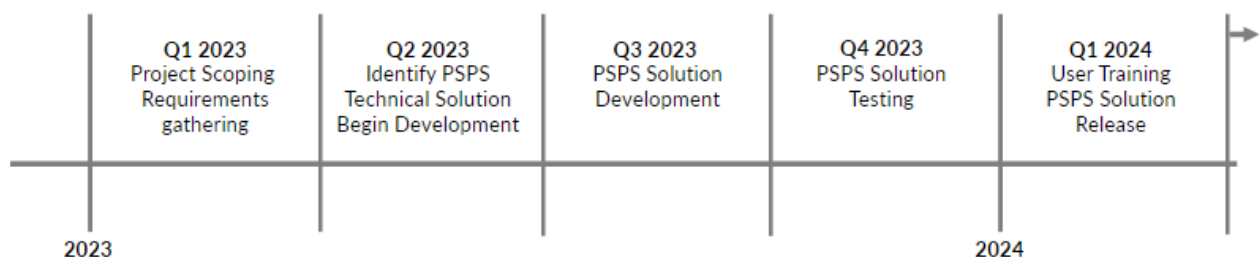 Q1 2023
Project Scoping
Requirements
gathering
Q2 2023
Identify PSPS
Technical Solution
Begin Development
Q3 2023
PSPS Solution
Development
Q4 2023
PSPS Solution
Testing
Q1 2024
User Training
PSPS Solution
Release
2023
2024